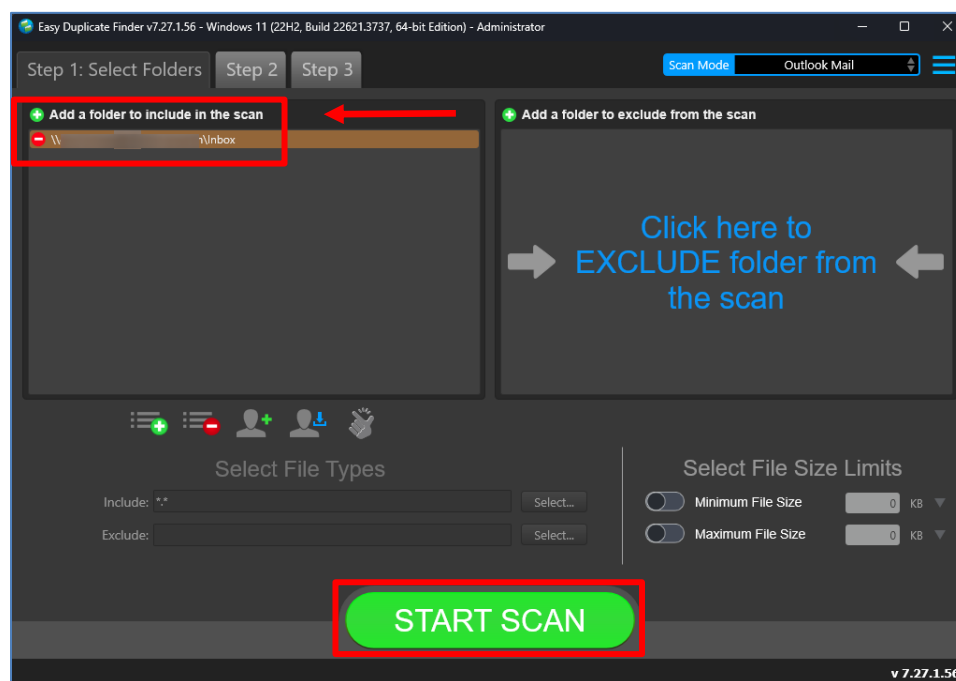 Easy Duplicate Finder v7.27.1.56 - Windows 11 (22H2, Build 22621.3737, 64-bit Edition) - Administrator
Step 1: Select Folders Step 2 Step 3 Scan Mode Outlook Mail
Add a folder to include in the scan
\\ \Inbox
Add a folder to exclude from the scan
Click here to
EXCLUDE folder from
the scan
Select File Types
Include: *.*
Select...
Exclude:
Select...
Select File Size Limits
Minimum File Size 0 KB
Maximum File Size 0 KB
START SCAN
v 7.27.1.56